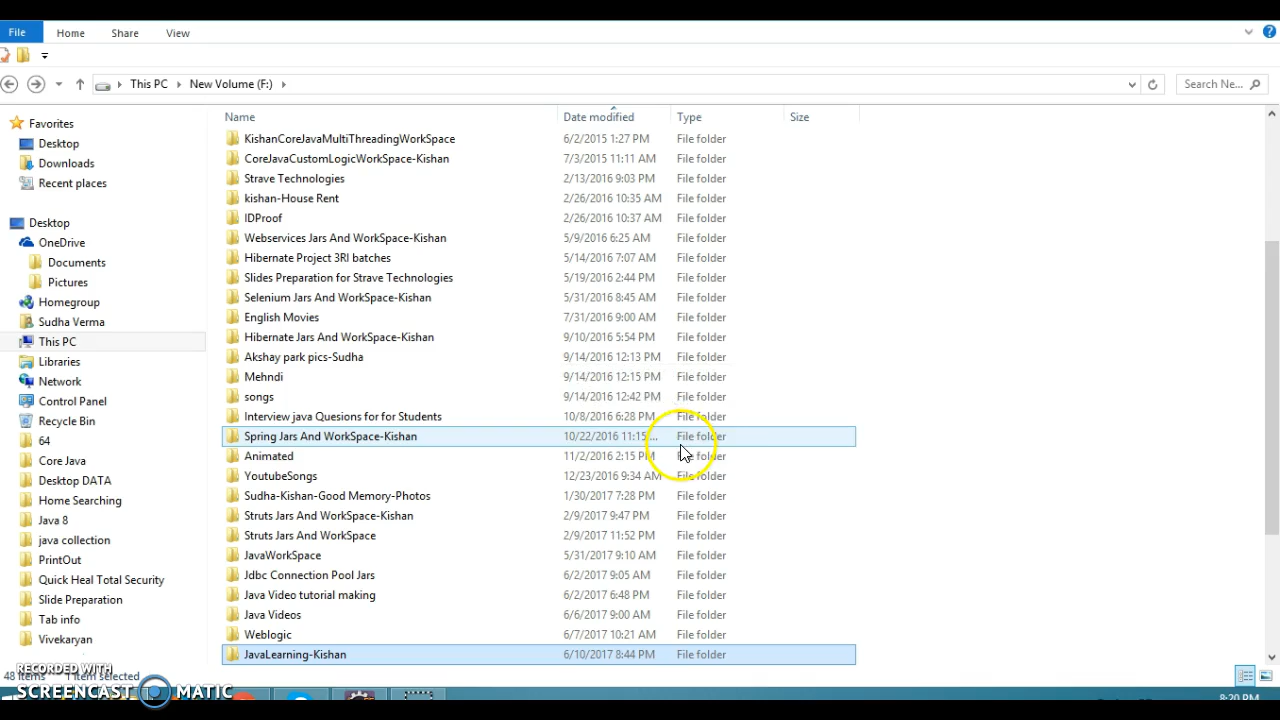 File Home Share View
This PC New Volume (F:) Search Ne...
Name Date modified Type Size
Favorites
Desktop
Downloads
Recent places
Desktop
OneDrive
Documents
Pictures
Homegroup
Sudha Verma
This PC
Libraries
Network
Control Panel
Recycle Bin
64
Core Java
Desktop DATA
Home Searching
Java 8
java collection
PrintOut
Quick Heal Total Security
Slide Preparation
Tab info
Vivekaryan
KishanCoreJavaMultiThreadingWorkSpace 6/2/2015 1:27 PM File folder
CoreJavaCustomLogicWorkSpace-Kishan 7/3/2015 11:11 AM File folder
Strave Technologies 2/13/2016 9:03 PM File folder
kishan-House Rent 2/26/2016 10:35 AM File folder
IDProof 2/26/2016 10:37 AM File folder
Webservices Jars And WorkSpace-Kishan 5/9/2016 6:25 AM File folder
Hibernate Project 3RI batches 5/14/2016 7:07 AM File folder
Slides Preparation for Strave Technologies 5/19/2016 2:44 PM File folder
Selenium Jars And WorkSpace-Kishan 5/31/2016 8:45 AM File folder
English Movies 7/31/2016 9:00 AM File folder
Hibernate Jars And WorkSpace-Kishan 8/10/2016 5:54 PM File folder
Akshay park pics-Sudha 9/14/2016 12:13 PM File folder
Mehndi 9/14/2016 12:15 PM File folder
songs 9/14/2016 12:42 PM File folder
Interview java Quesions for for Students 10/8/2016 6:28 PM File folder
Spring Jars And WorkSpace-Kishan 10/22/2016 11:15 ... File folder
Animated 11/2/2016 2:15 PM File folder
YoutubeSongs 12/23/2016 9:34 AM File folder
Sudha-Kishan-Good Memory-Photos 1/30/2017 7:28 PM File folder
Struts Jars And WorkSpace-Kishan 2/9/2017 9:47 PM File folder
Struts Jars And WorkSpace 2/9/2017 11:52 PM File folder
JavaWorkSpace 5/31/2017 9:10 AM File folder
Jdbc Connection Pool Jars 6/2/2017 9:05 AM File folder
Java Video tutorial making 6/2/2017 6:48 PM File folder
Java Videos 6/6/2017 9:00 AM File folder
Weblogic 6/7/2017 10:21 AM File folder
JavaLearning-Kishan 6/10/2017 8:44 PM File folder
48 items 1 item selected
RECORDED WITH
SCREENCAST MATIC
8:20 PM